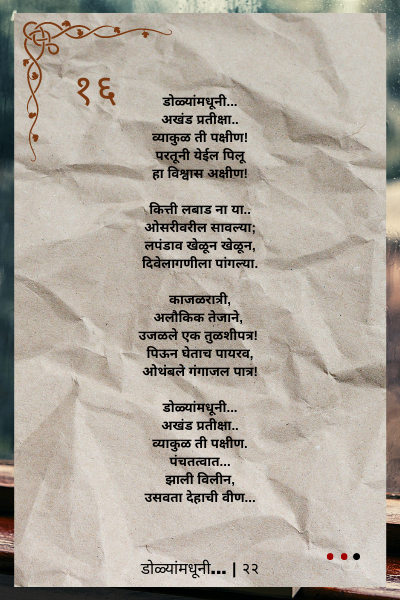 १६
डोळ्यांमधूनी...
अखंड प्रतीक्षा..
व्याकुळ ती पक्षीण!
परतूनी येईल पिलू
हा विश्वास अक्षीण!
कित्ती लबाड ना या..
ओसरीवरील सावल्या;
लपंडाव खेळून खेळून,
दिवेलागणीला पांगल्या.
काजळरात्री,
अलौकिक तेजाने,
उजळले एक तुळशीपत्र!
पिऊन घेताच पायरव,
ओथंबले गंगाजल पात्र!
डोळ्यांमधूनी...
अखंड प्रतीक्षा..
व्याकुळ ती पक्षीण.
पंचतत्वात...
झाली विलीन,
उसवता देहाची वीण...
डोळ्यांमधूनी... | २२